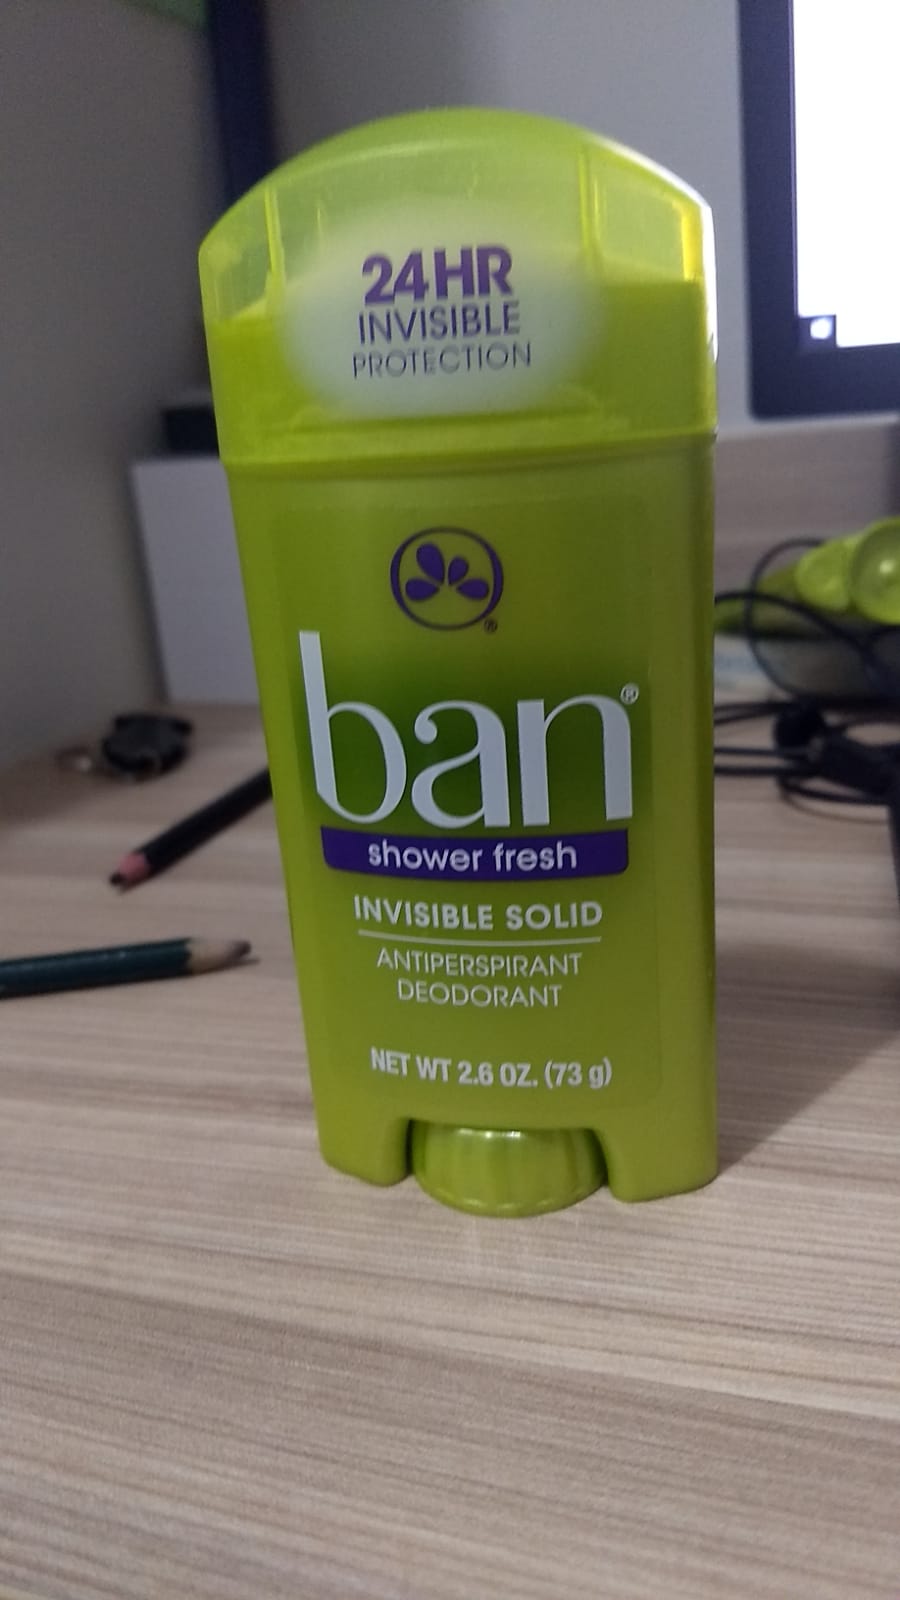 24HR
INVISIBLE
PROTECTION
®
ban®
shower fresh
INVISIBLE SOLID
ANTIPERSPIRANT
DEODORANT
NET WT 2.6 OZ. (73 g)